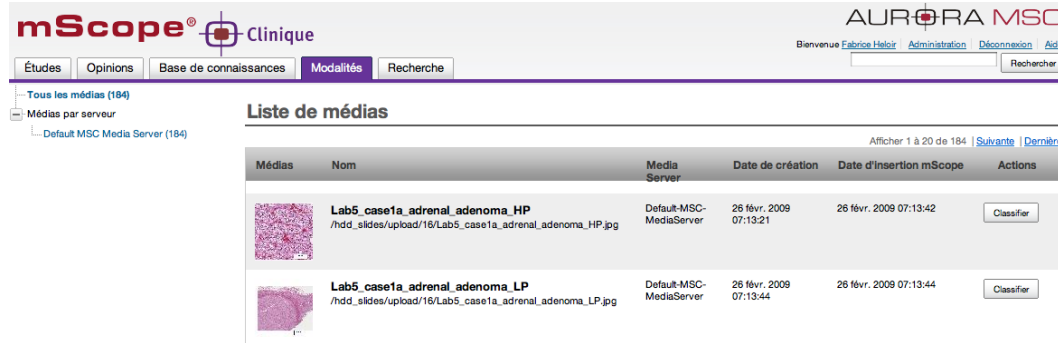 mScope® Clinique
AURORA MSC
Bienvenue Fabrice Heloir Administration Déconnexion Aid
Rechercher
Études Opinions Base de connaissances Modalités Recherche
Tous les médias (184)
Médias par serveur
Default MSC Media Server (184)
Liste de médias
Afficher 1 à 20 de 184 | Suivante | Dernière
Médias Nom Media Server Date de création Date d'insertion mScope Actions
Lab5_case1a_adrenal_adenoma_HP
/hdd_slides/upload/16/Lab5_case1a_adrenal_adenoma_HP.jpg
Default-MSC-
MediaServer
26 févr. 2009
07:13:21
26 févr. 2009 07:13:42
Classifier
Lab5_case1a_adrenal_adenoma_LP
/hdd_slides/upload/16/Lab5_case1a_adrenal_adenoma_LP.jpg
Default-MSC-
MediaServer
26 févr. 2009
07:13:44
26 févr. 2009 07:13:44
Classifier